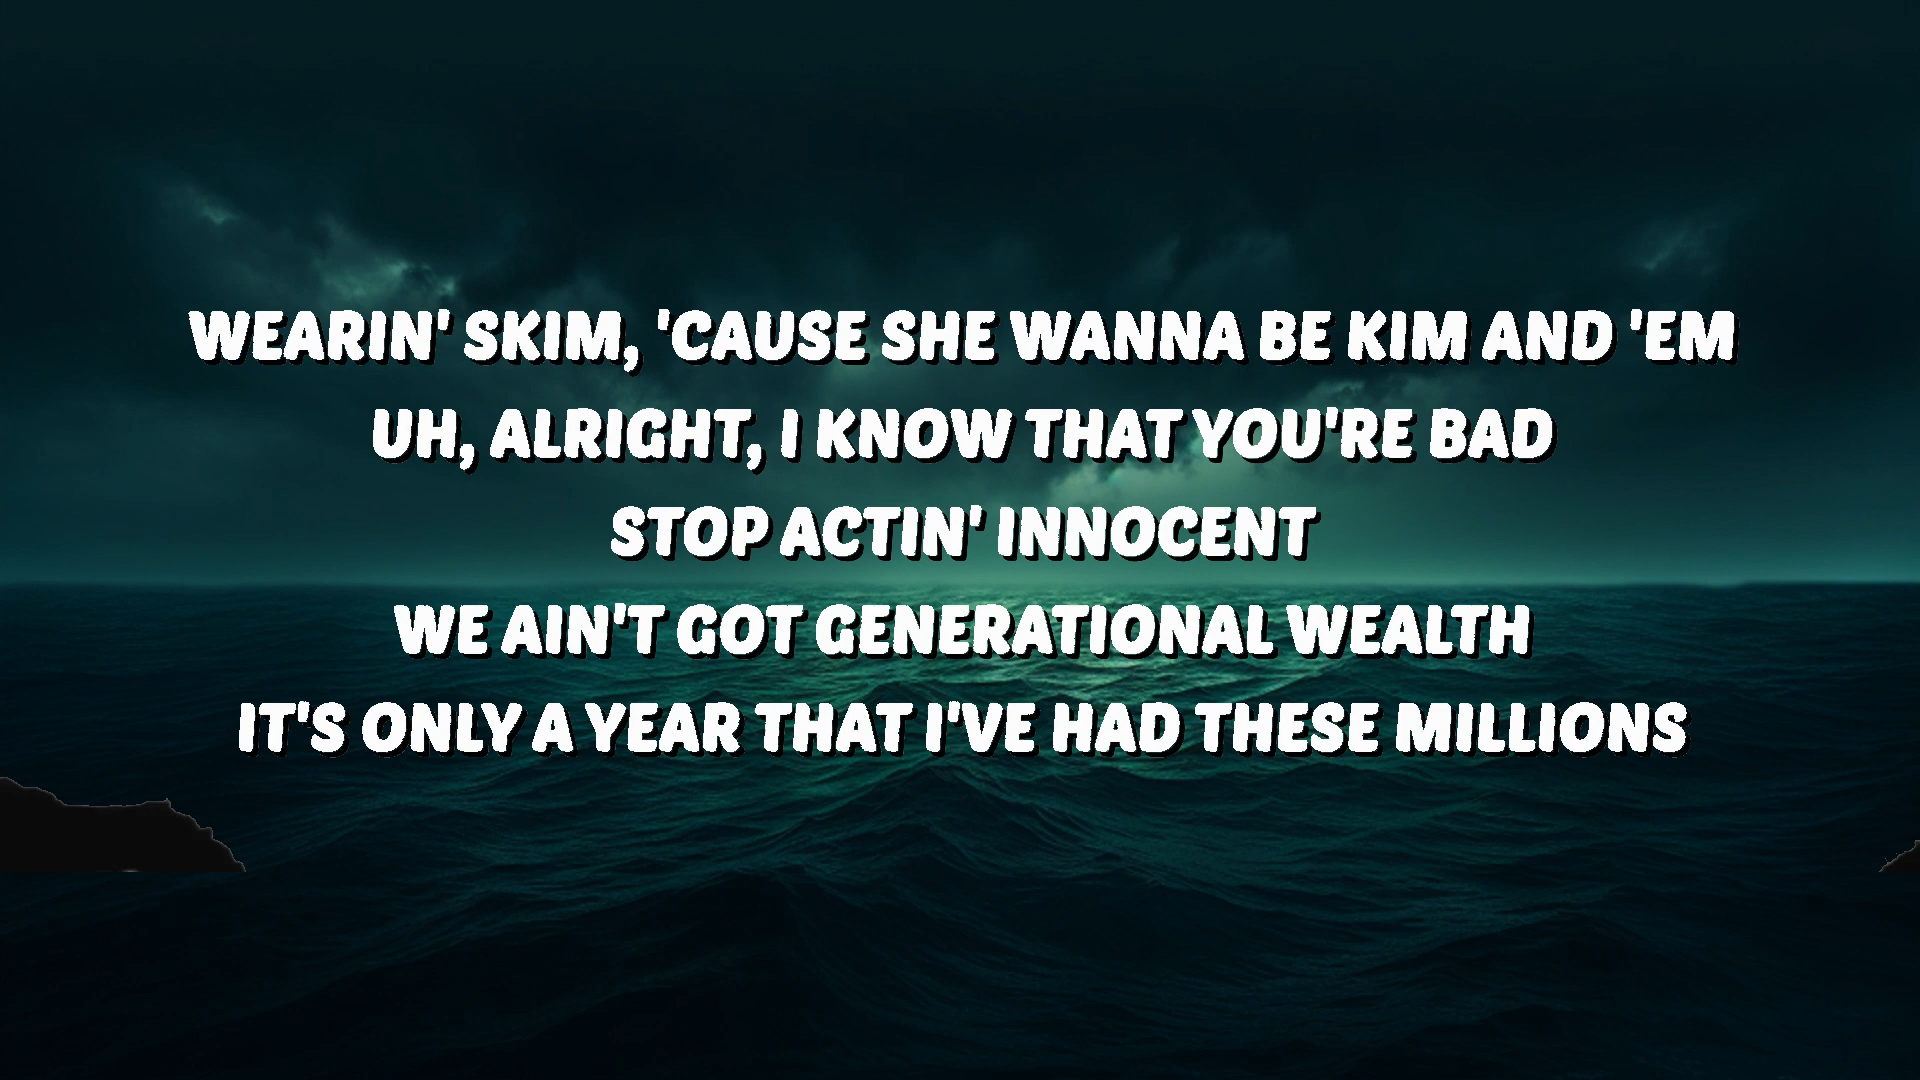 WEARIN' SKIM, 'CAUSE SHE WANNA BE KIM AND 'EM
UH, ALRIGHT, I KNOW THAT YOU'RE BAD
STOP ACTIN' INNOCENT
WE AIN'T GOT GENERATIONAL WEALTH
IT'S ONLY A YEAR THAT I'VE HAD THESE MILLIONS